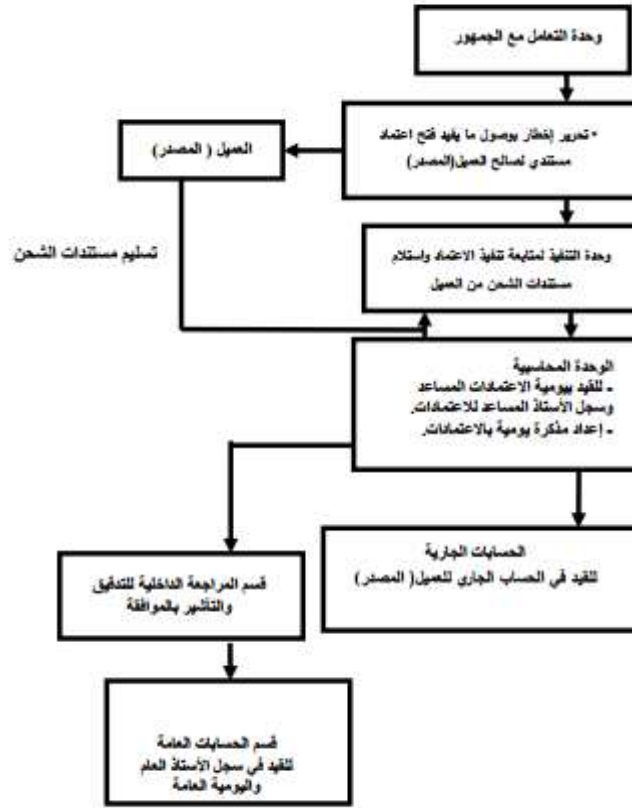 وحدة التعامل مع الجمهور
• تحرير إخطار بوصول ما يفيد فتح اعتماد
مستندي لصالح العميل(المصدر)
العميل ( المصدر)
تسليم مستندات الشحن
وحدة التنفيذ لمتابعة تنفيذ الاعتماد واستلام
مستندات الشحن من العميل
الوحدة المحاسبية
ـ للقيد بيومية الاعتمادات المساعد
وسجل الأستاذ المساعد للاعتمادات.
ـ إعداد مذكرة يومية بالاعتمادات.
الحسابات الجارية
للقيد في الحساب الجاري للعميل( المصدر)
قسم المراجعة الداخلية للتدقيق
والتأشير بالموافقة
قسم الحسابات العامة
للقيد في سجل الأستاذ العام
واليومية العامة